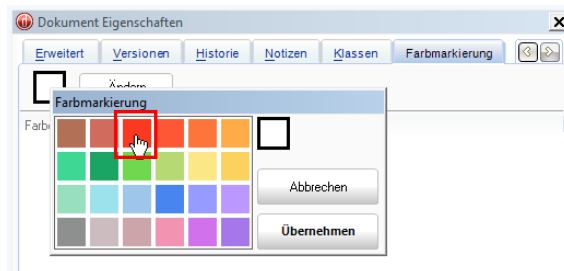 Dokument Eigenschaften
Erweitert Versionen Historie Notizen Klassen Farbmarkierung
Ändern
Farbmarkierung
Abbrechen
Übernehmen